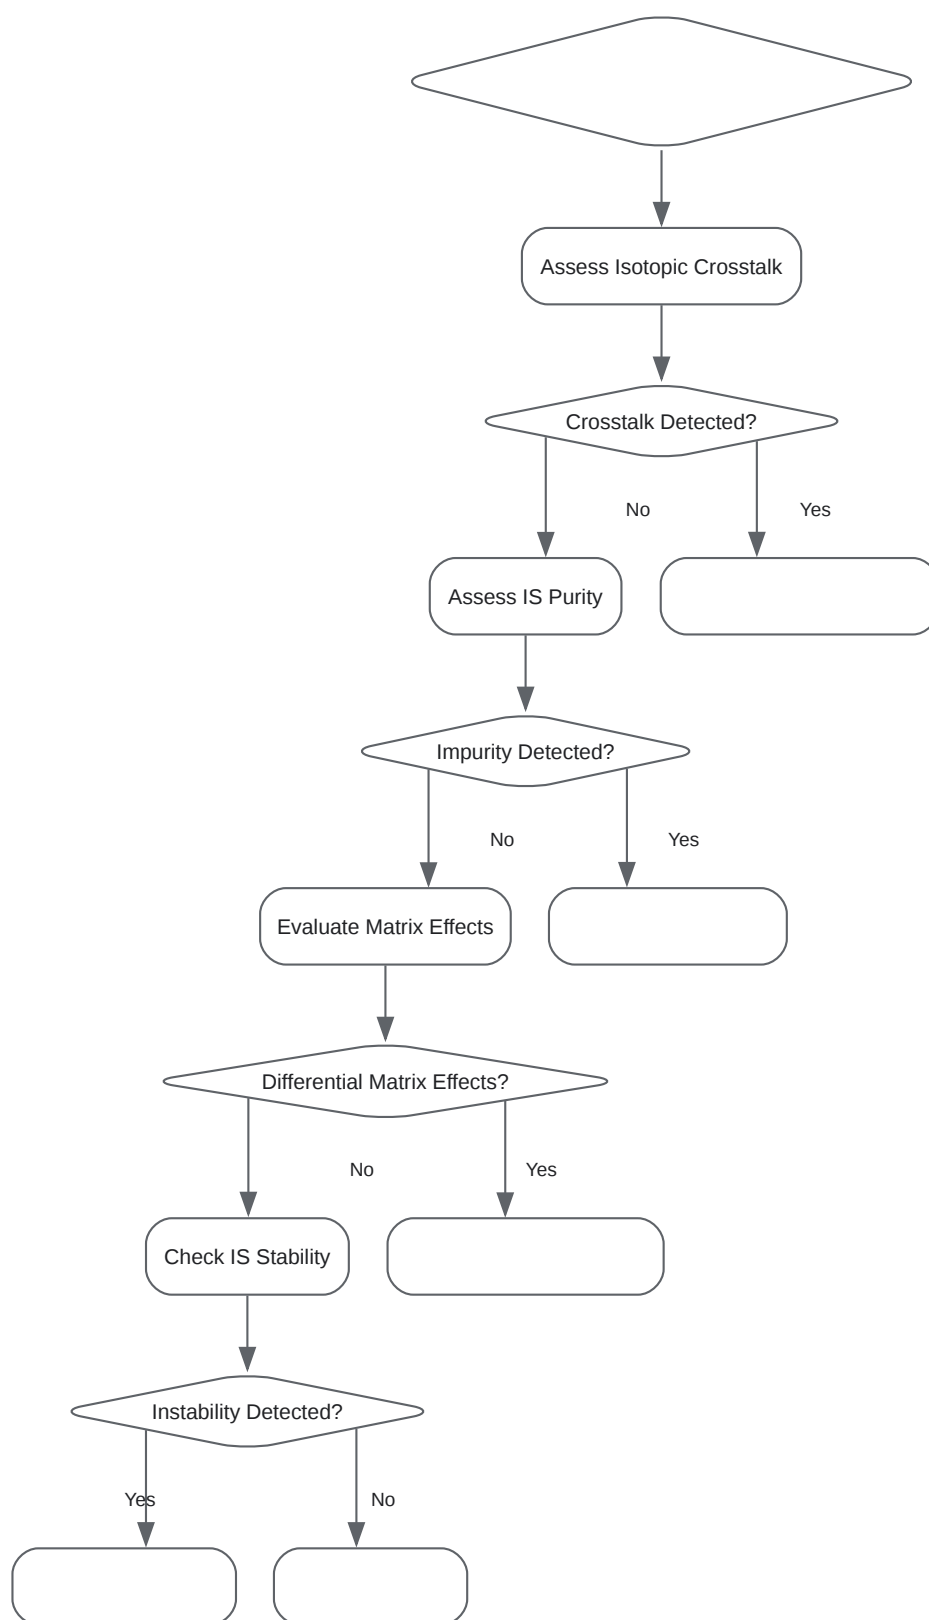 Assess Isotopic Crosstalk
Crosstalk Detected?
No
Yes
Assess IS Purity
Impurity Detected?
No
Yes
Evaluate Matrix Effects
Differential Matrix Effects?
No
Yes
Check IS Stability
Instability Detected?
Yes
No